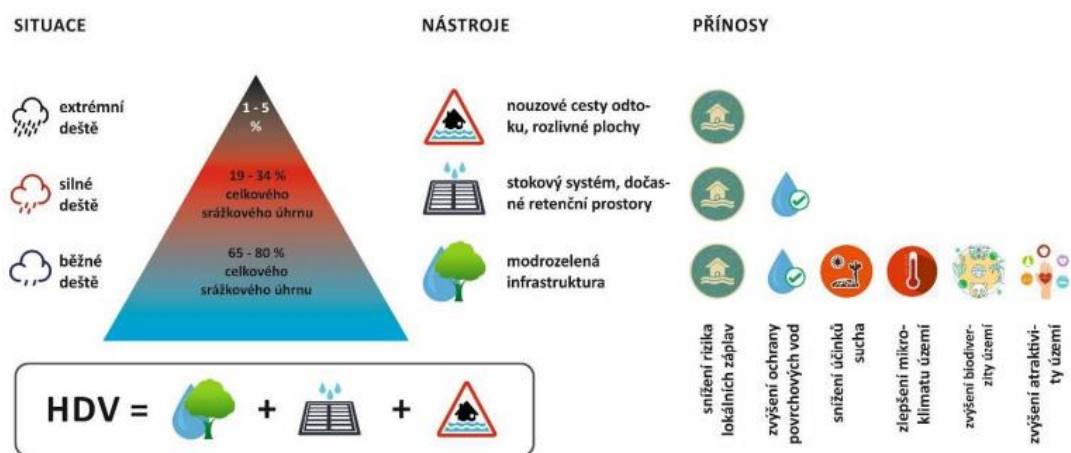 SITUACE
NÁSTROJE
PŘÍNOSY
extrémní
deště
1 - 5
%
nouzové cesty odto-
ku, rozlivné plochy
silné
deště
19 - 34 %
celkového
srážkového úhrnu
stokový systém, dočas-
né retenční prostory
běžné
deště
65 - 80 %
celkového
srážkového úhrnu
modrozelená
infrastruktura
snížení rizika
lokálních záplav
zvýšení ochrany
povrchových vod
snížení účinků
sucha
zlepšení mikro-
klimatu území
zvýšení biodiver-
zity území
zvýšení atraktivi-
ty území
HDV = + +